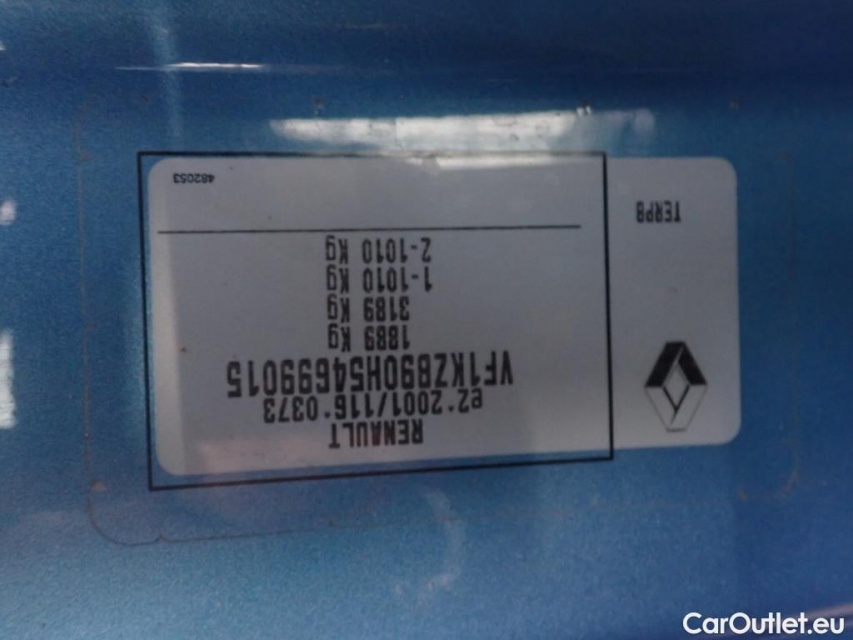 RENAULT
e2*2001/116*0373
VF1KZ890H54699015
1889 Kg
3189 Kg
1-1010 Kg
2-1010 Kg
482053
TERPB
CarOutlet.eu